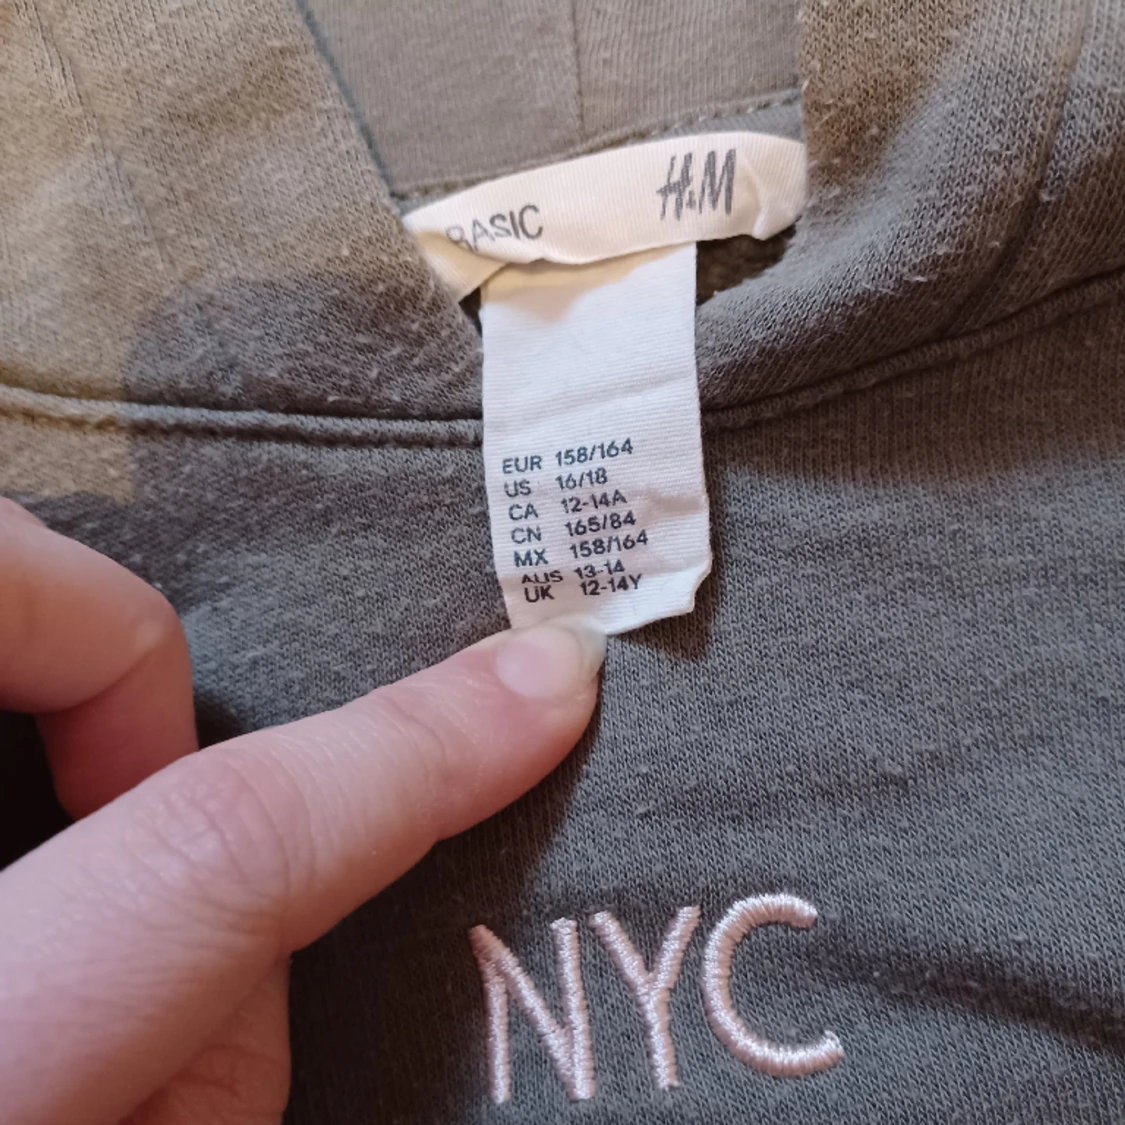 BASIC H&M
EUR 158/164
US 16/18
CA 12-14A
CN 165/84
MX 158/164
AUS 13-14
UK 12-14Y
NYC